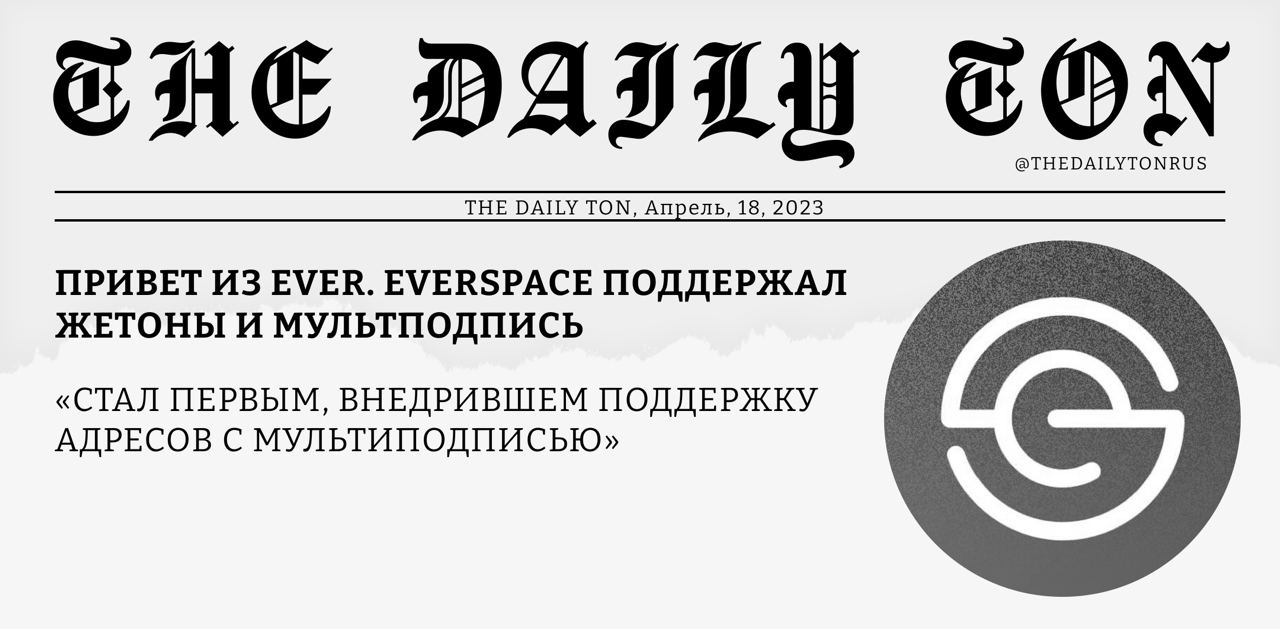 THE DAILY TON
@THEDAILYTONRUS
THE DAILY TON, Апрель, 18, 2023
ПРИВЕТ ИЗ EVER. EVERSPACE ПОДДЕРЖАЛ
ЖЕТОНЫ И МУЛЬТПОДПИСЬ
«СТАЛ ПЕРВЫМ, ВНЕДРИВШЕМ ПОДДЕРЖКУ
АДРЕСОВ С МУЛЬТИПОДПИСЬЮ»